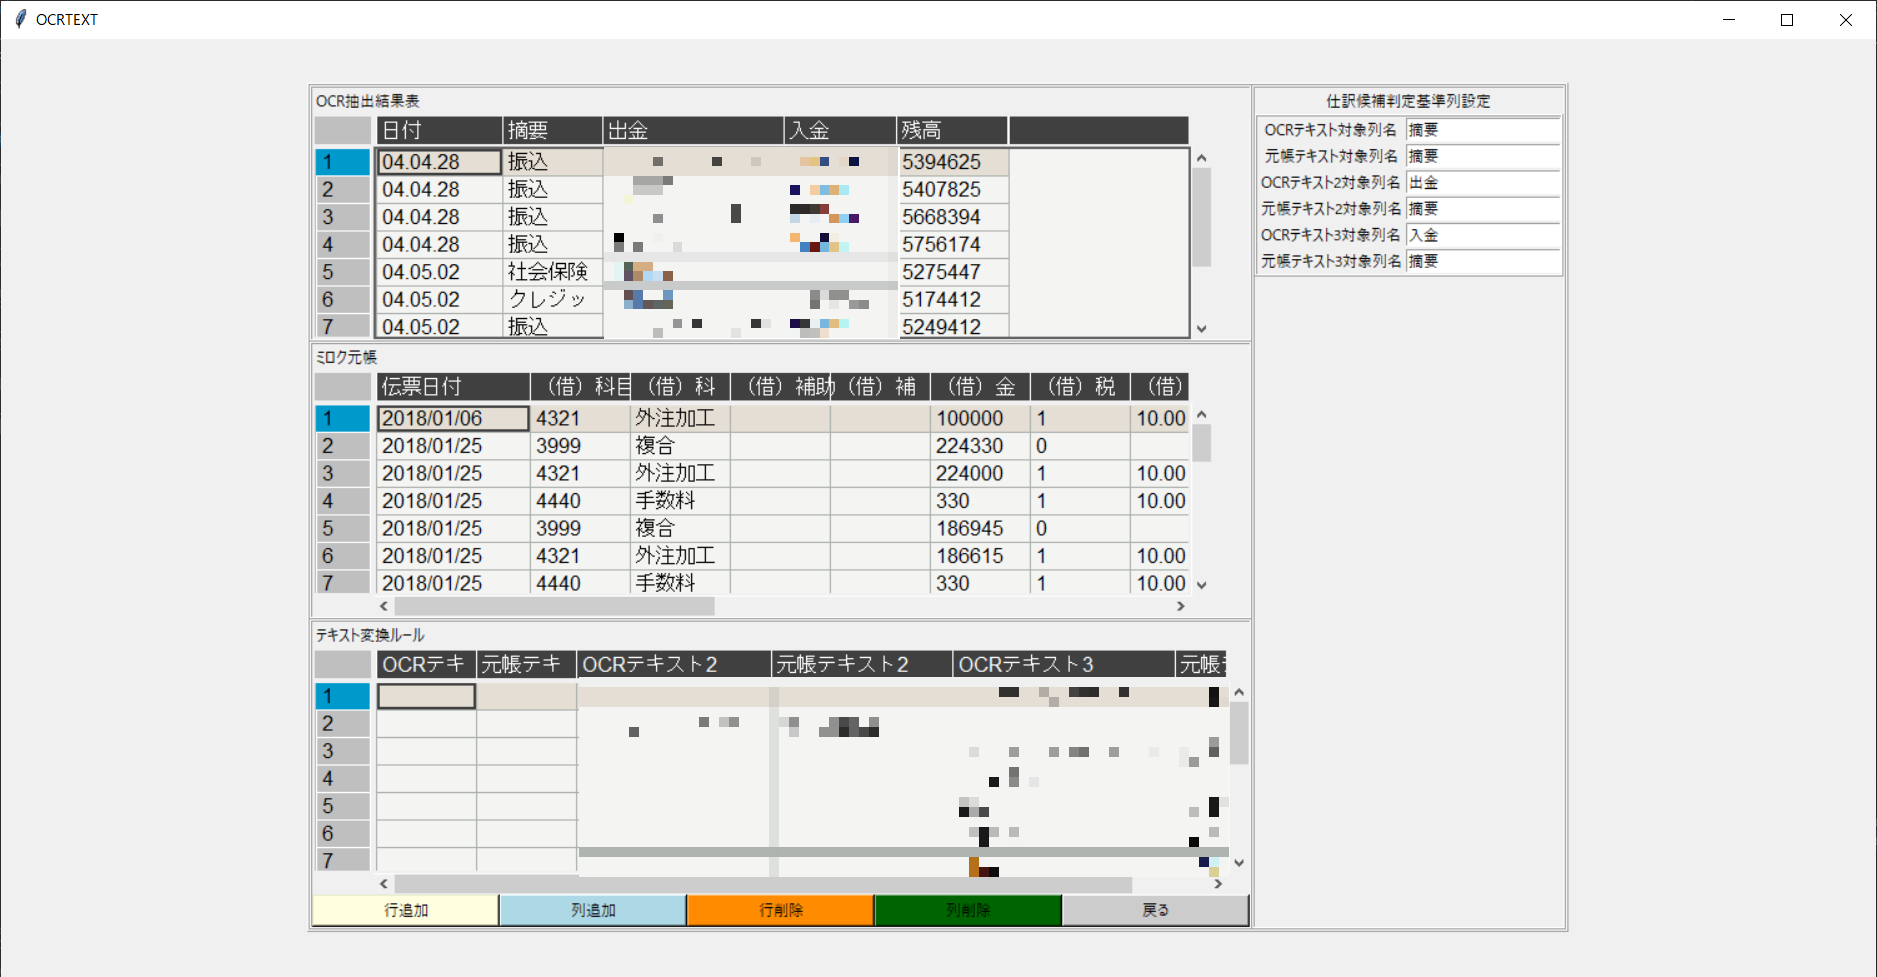 OCRTEXT
OCR抽出結果表
日付 摘要 出金 入金 残高
1 04.04.28 振込 5394625
2 04.04.28 振込 5407825
3 04.04.28 振込 5668394
4 04.04.28 振込 5756174
5 04.05.02 社会保険 5275447
6 04.05.02 クレジッ 5174412
7 04.05.02 振込 5249412
ミロク元帳
伝票日付 （借）科目 （借）科 （借）補助 （借）補 （借）金 （借）税 （借）
1 2018/01/06 4321 外注加工 100000 1 10.00
2 2018/01/25 3999 複合 224330 0
3 2018/01/25 4321 外注加工 224000 1 10.00
4 2018/01/25 4440 手数料 330 1 10.00
5 2018/01/25 3999 複合 186945 0
6 2018/01/25 4321 外注加工 186615 1 10.00
7 2018/01/25 4440 手数料 330 1 10.00
テキスト変換ルール
OCRテキ 元帳テキ OCRテキスト2 元帳テキスト2 OCRテキスト3 元帳テ
1
2
3
4
5
6
7
行追加 列追加 行削除 列削除 戻る
仕訳候補判定基準列設定
OCRテキスト対象列名 摘要
元帳テキスト対象列名 摘要
OCRテキスト2対象列名 出金
元帳テキスト2対象列名 摘要
OCRテキスト3対象列名 入金
元帳テキスト3対象列名 摘要